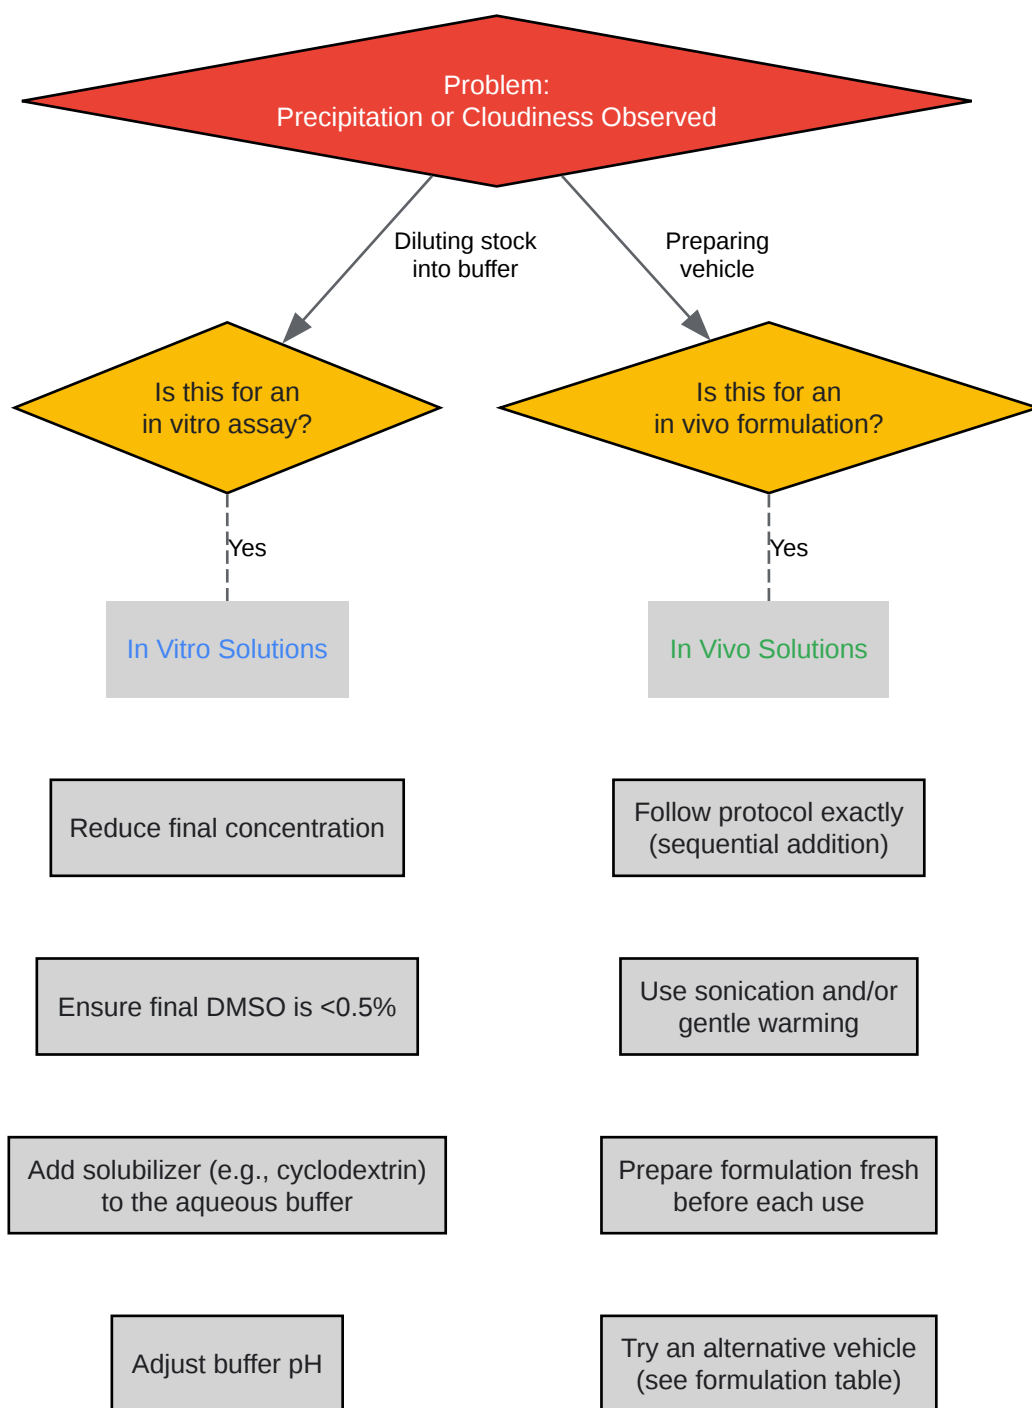 Problem:
Precipitation or Cloudiness Observed
Diluting stock
into buffer
Preparing
vehicle
Is this for an
in vitro assay?
Is this for an
in vivo formulation?
Yes
Yes
In Vitro Solutions
In Vivo Solutions
Reduce final concentration
Follow protocol exactly
(sequential addition)
Ensure final DMSO is <0.5%
Use sonication and/or
gentle warming
Add solubilizer (e.g., cyclodextrin)
to the aqueous buffer
Prepare formulation fresh
before each use
Adjust buffer pH
Try an alternative vehicle
(see formulation table)